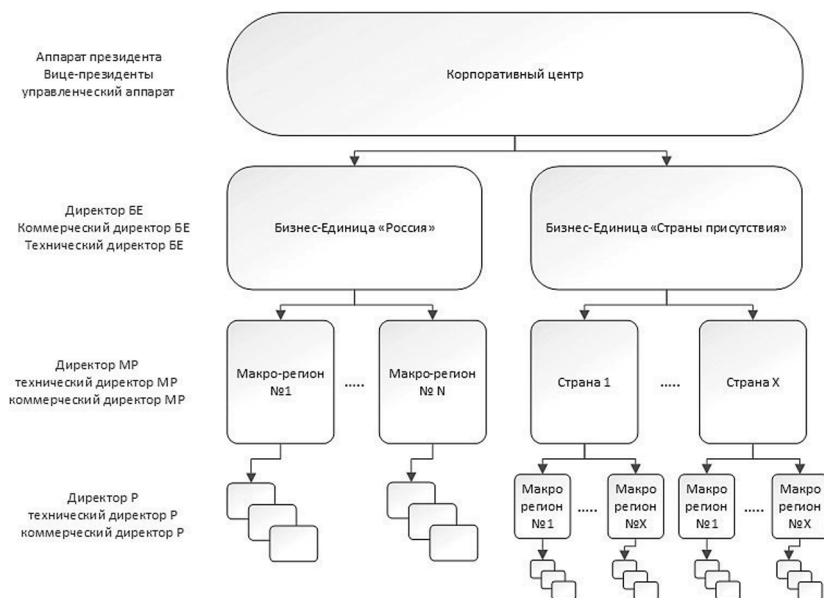 Аппарат президента
Вице-президенты
управленческий аппарат
Корпоративный центр
Директор БЕ
Коммерческий директор БЕ
Технический директор БЕ
Бизнес-Единица «Россия»
Бизнес-Единица «Страны присутствия»
Директор МР
технический директор МР
коммерческий директор МР
Макро-регион
№1
.....
Макро-регион
№ N
Страна 1
.....
Страна X
Директор Р
технический директор Р
коммерческий директор Р
Макро
регион
№1
.....
Макро
регион
№X
Макро
регион
№1
.....
Макро
регион
№X